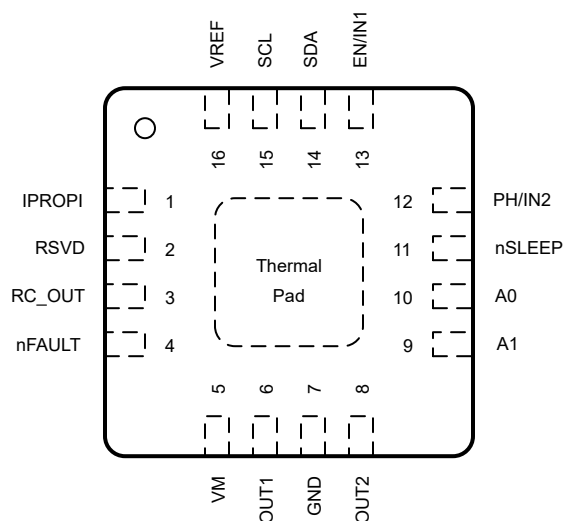 VREF
SCL
SDA
EN/IN1
16
15
14
13
IPROPI 1
RSVD 2
RC_OUT 3
nFAULT 4
12 PH/IN2
11 nSLEEP
10 A0
9 A1
Thermal
Pad
5
6
7
8
VM
OUT1
GND
OUT2